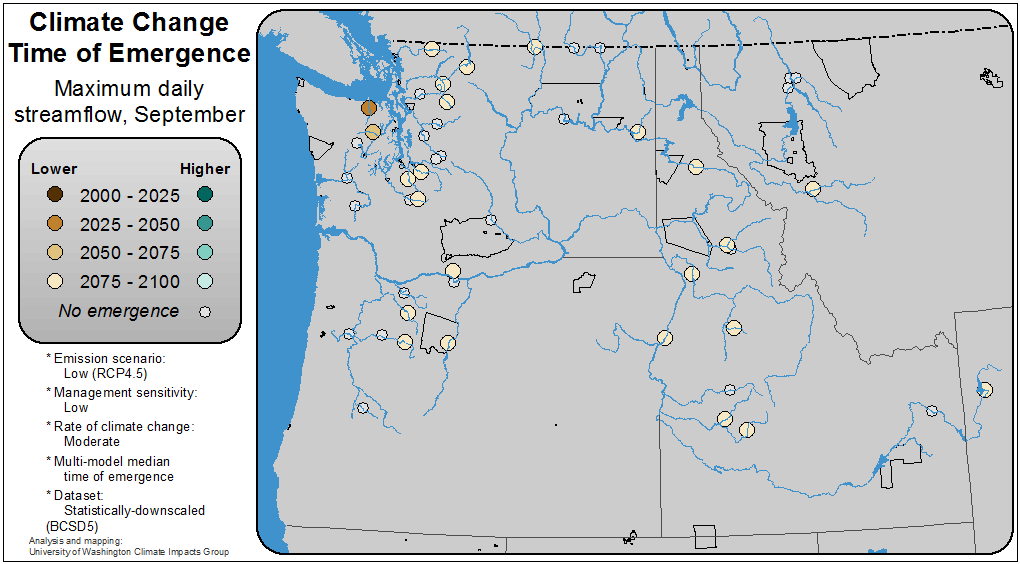 Climate Change
Time of Emergence
Maximum daily
streamflow, September
Lower Higher
2000 - 2025
2025 - 2050
2050 - 2075
2075 - 2100
No emergence
* Emission scenario:
Low (RCP4.5)
* Management sensitivity:
Low
* Rate of climate change:
Moderate
* Multi-model median
time of emergence
* Dataset:
Statistically-downscaled
(BCSD5)
Analysis and mapping:
University of Washington Climate Impacts Group